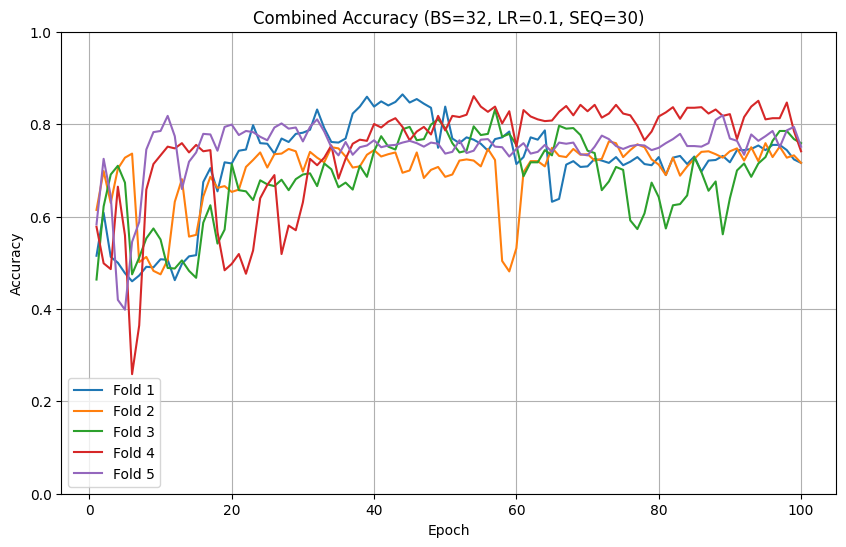 Combined Accuracy (BS=32, LR=0.1, SEQ=30)
1.0
0.8
0.6
0.4
0.2
0.0
Accuracy
Fold 1
Fold 2
Fold 3
Fold 4
Fold 5
0 20 40 60 80 100
Epoch